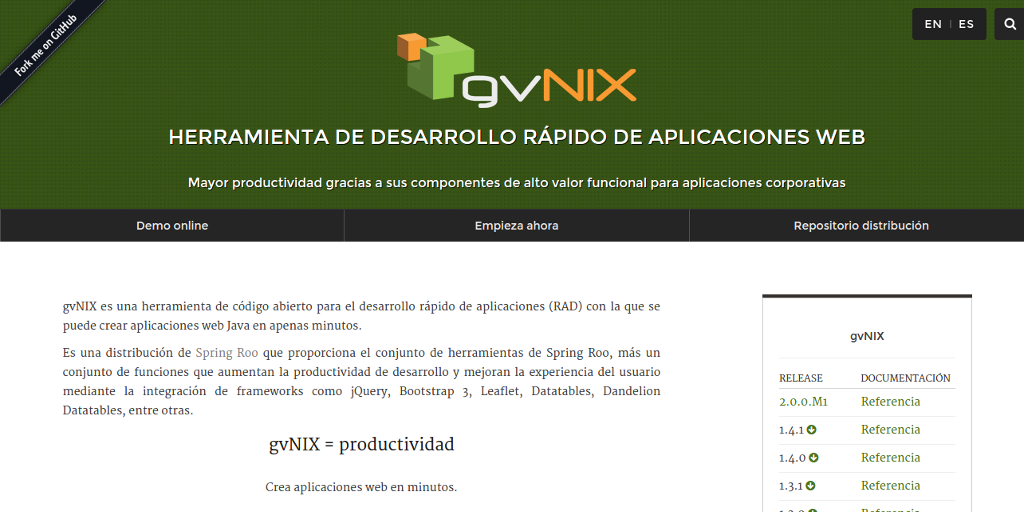 Fork me on GitHub
EN | ES
gvNIX
HERRAMIENTA DE DESARROLLO RÁPIDO DE APLICACIONES WEB
Mayor productividad gracias a sus componentes de alto valor funcional para aplicaciones corporativas
Demo online
Empieza ahora
Repositorio distribución
gvNIX es una herramienta de código abierto para el desarrollo rápido de aplicaciones (RAD) con la que se
puede crear aplicaciones web Java en apenas minutos.
Es una distribución de Spring Roo que proporciona el conjunto de herramientas de Spring Roo, más un
conjunto de funciones que aumentan la productividad de desarrollo y mejoran la experiencia del usuario
mediante la integración de frameworks como jQuery, Bootstrap 3, Leaflet, Datatables, Dandelion
Datatables, entre otras.
gvNIX = productividad
Crea aplicaciones web en minutos.
gvNIX
RELEASE DOCUMENTACIÓN
2.0.0.M1 Referencia
1.4.1 Referencia
1.4.0 Referencia
1.3.1 Referencia